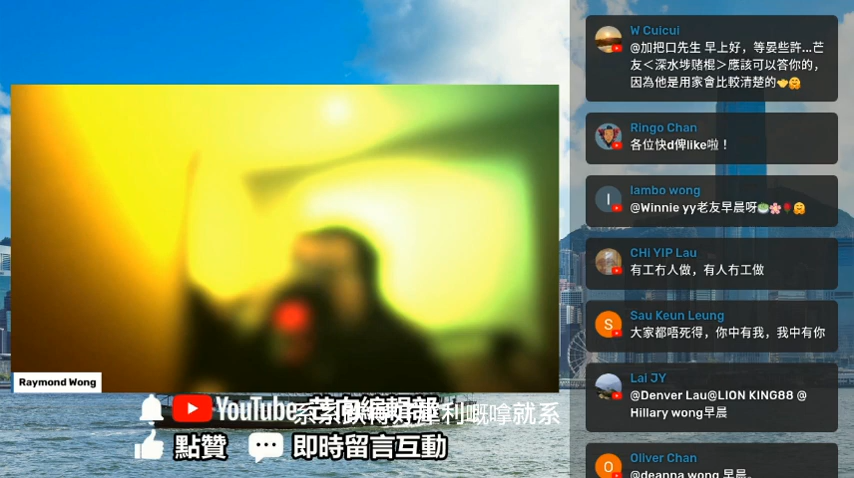 W Cuicui
@加把口先生 早上好，等晏些許...芒
友＜深水埗賭棍＞應該可以答你的，
因為他是用家會比較清楚的
Ringo Chan
各位快d俾like啦！
lambo wong
@Winnie yy老友早晨呀
CHI YIP Lau
有工冇人做，有人冇工做
Sau Keun Leung
大家都唔死得，你中有我，我中有你
Lai JY
@Denver Lau@LION KING88 @
Hillary wong早晨
Oliver Chan
@deanna wong 早晨。
Raymond Wong
YouTube
利嘅嗱就系
點贊
即時留言互動